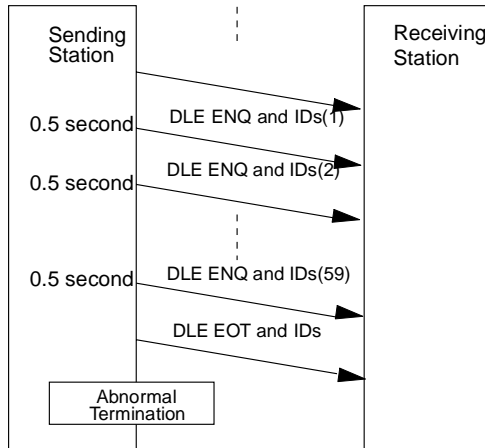 Sending
Station
Receiving
Station
DLE ENQ and IDs(1)
0.5 second
DLE ENQ and IDs(2)
0.5 second
DLE ENQ and IDs(59)
0.5 second
DLE EOT and IDs
Abnormal
Termination